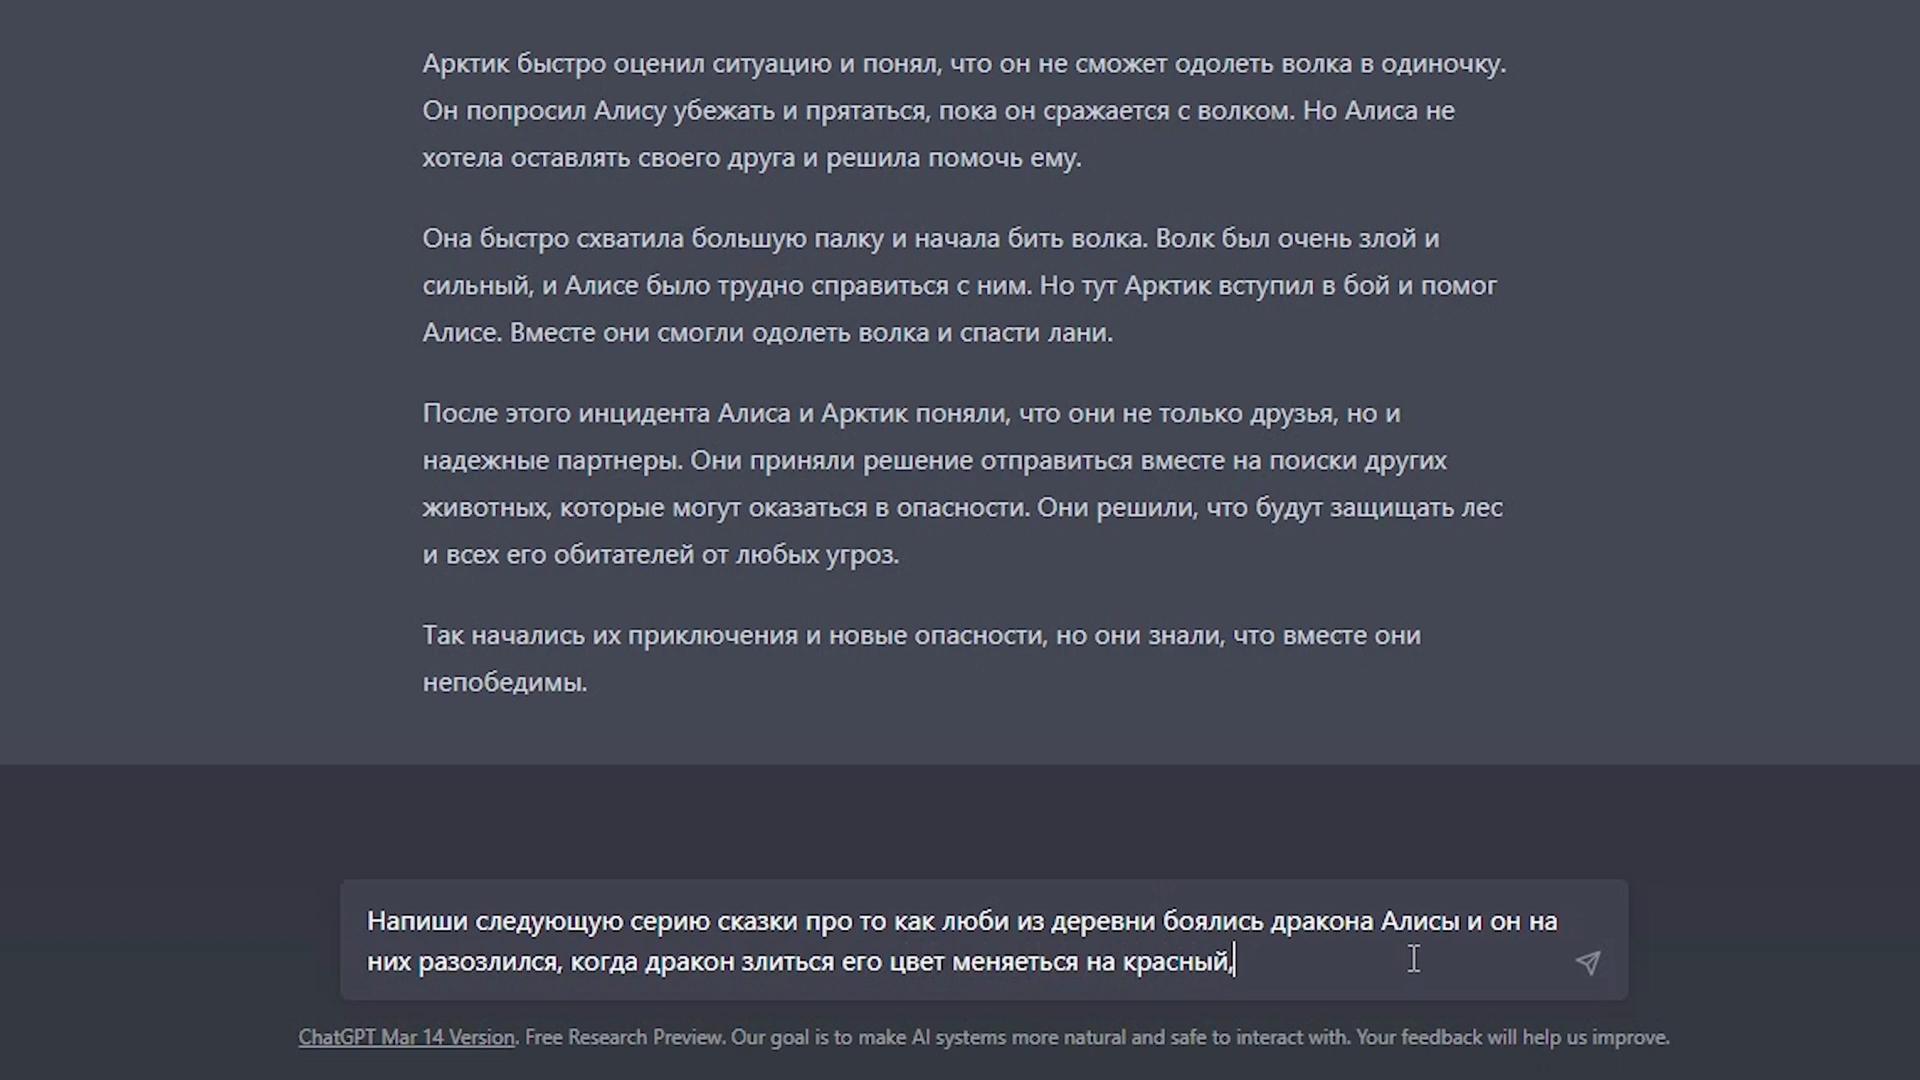 Арктик быстро оценил ситуацию и понял, что он не сможет одолеть волка в одиночку.
Он попросил Алису убежать и прятаться, пока он сражается с волком. Но Алиса не
хотела оставлять своего друга и решила помочь ему.
Она быстро схватила большую палку и начала бить волка. Волк был очень злой и
сильный, и Алисе было трудно справиться с ним. Но тут Арктик вступил в бой и помог
Алисе. Вместе они смогли одолеть волка и спасти лани.
После этого инцидента Алиса и Арктик поняли, что они не только друзья, но и
надежные партнеры. Они приняли решение отправиться вместе на поиски других
животных, которые могут оказаться в опасности. Они решили, что будут защищать лес
и всех его обитателей от любых угроз.
Так начались их приключения и новые опасности, но они знали, что вместе они
непобедимы.
Напиши следующую серию сказки про то как люби из деревни боялись дракона Алисы и он на
них разозлился, когда дракон злиться его цвет меняеться на красный,
ChatGPT Mar 14 Version. Free Research Preview. Our goal is to make AI systems more natural and safe to interact with. Your feedback will help us improve.